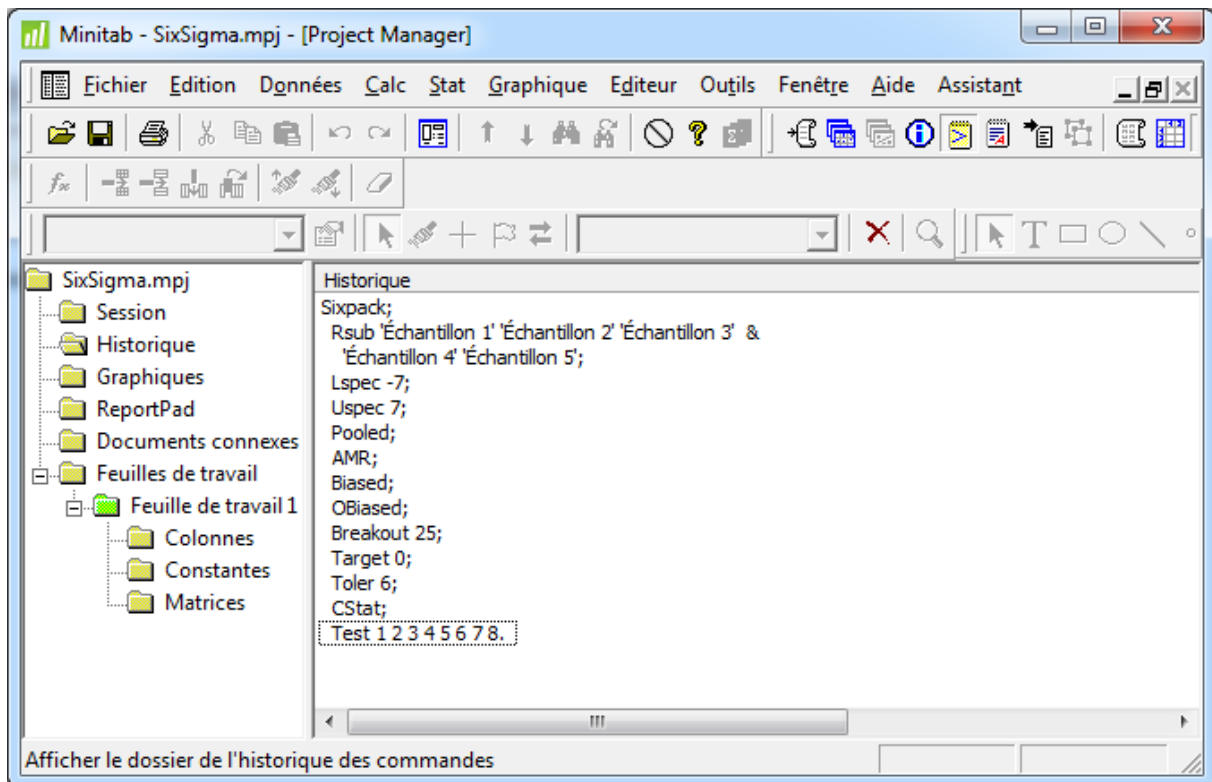 Minitab - SixSigma.mpj - [Project Manager]
Fichier Edition Données Calc Stat Graphique Editeur Outils Fenêtre Aide Assistant
SixSigma.mpj
Session
Historique
Graphiques
ReportPad
Documents connexes
Feuilles de travail
Feuille de travail 1
Colonnes
Constantes
Matrices
Historique
Sixpack;
Rsub 'Échantillon 1' 'Échantillon 2' 'Échantillon 3' &
'Échantillon 4' 'Échantillon 5';
Lspec -7;
Uspec 7;
Pooled;
AMR;
Biased;
OBiased;
Breakout 25;
Target 0;
Toler 6;
CStat;
Test 1 2 3 4 5 6 7 8.
Afficher le dossier de l'historique des commandes